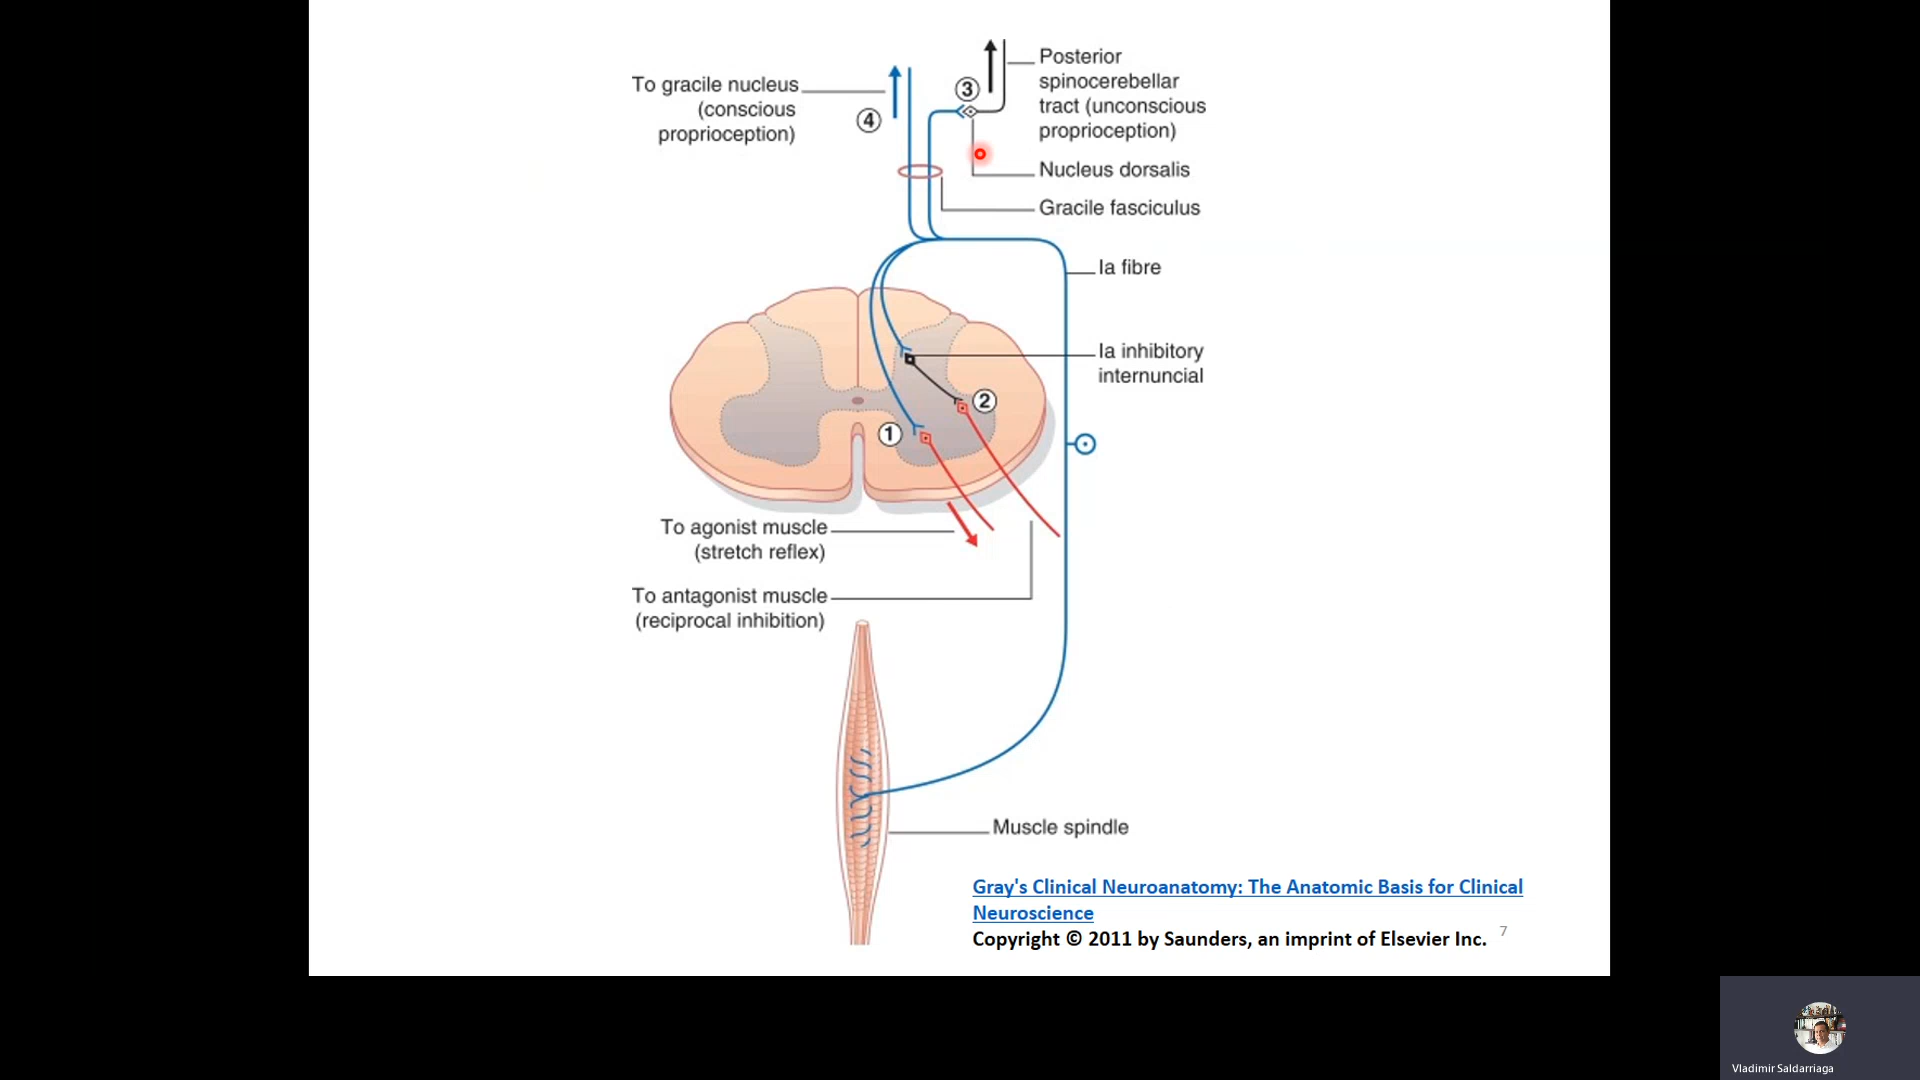 To gracile nucleus
(conscious
proprioception)
4
3
Posterior
spinocerebellar
tract (unconscious
proprioception)
Nucleus dorsalis
Gracile fasciculus
Ia fibre
Ia inhibitory
internuncial
2
1
To agonist muscle
(stretch reflex)
To antagonist muscle
(reciprocal inhibition)
Muscle spindle
Gray's Clinical Neuroanatomy: The Anatomic Basis for Clinical
Neuroscience
Copyright © 2011 by Saunders, an imprint of Elsevier Inc.
7
Vladimir Saldarriaga